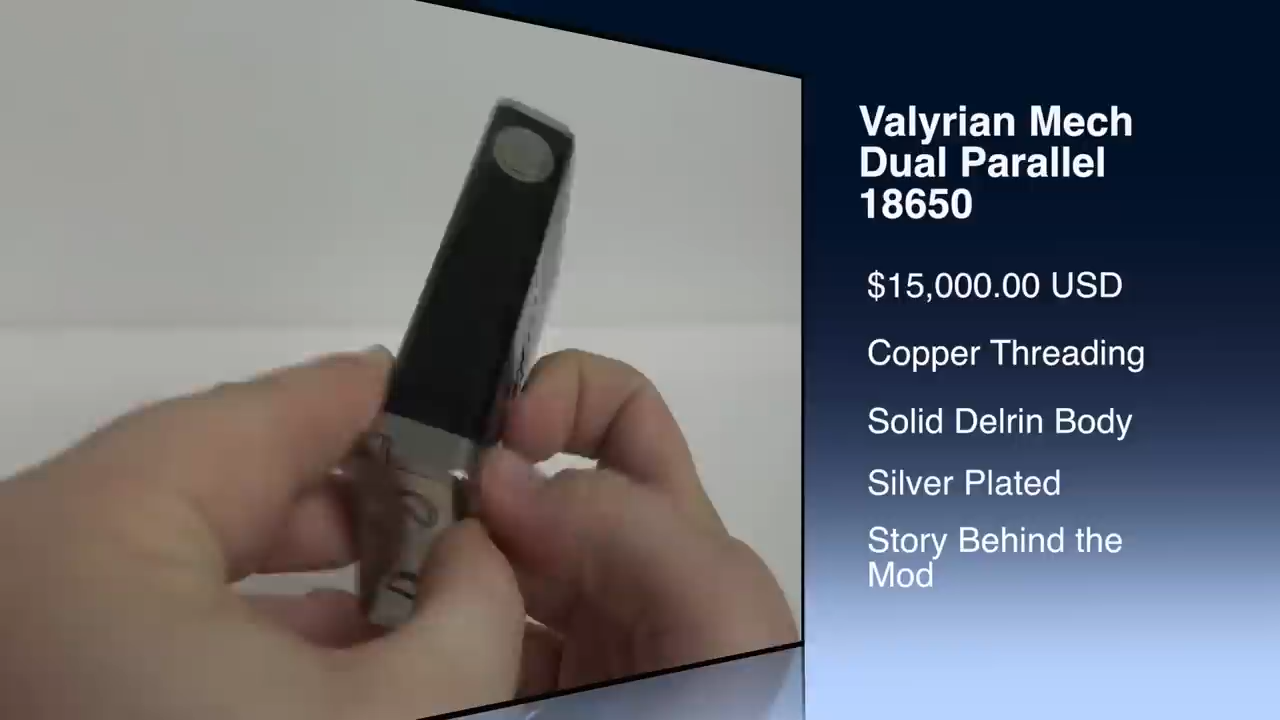 Valyrian Mech
Dual Parallel
18650
$15,000.00 USD
Copper Threading
Solid Delrin Body
Silver Plated
Story Behind the
Mod